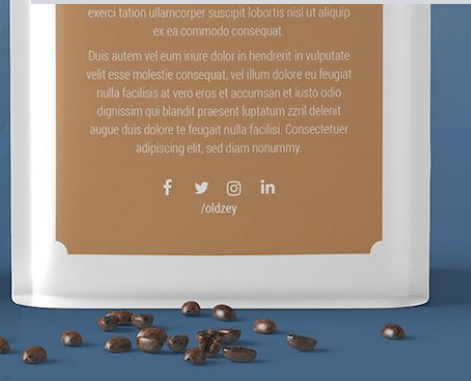 exerci tation ullamcorper suscipit lobortis nisl ut aliquip
ex ea commodo consequat.
Duis autem vel eum iriure dolor in hendrerit in vulputate
velit esse molestie consequat, vel illum dolore eu feugiat
nulla facilisis at vero eros et accumsan et iusto odio
dignissim qui blandit praesent luptatum zzril delenit
augue duis dolore te feugait nulla facilisi. Consectetuer
adipiscing elit, sed diam nonummy.
/oldzey